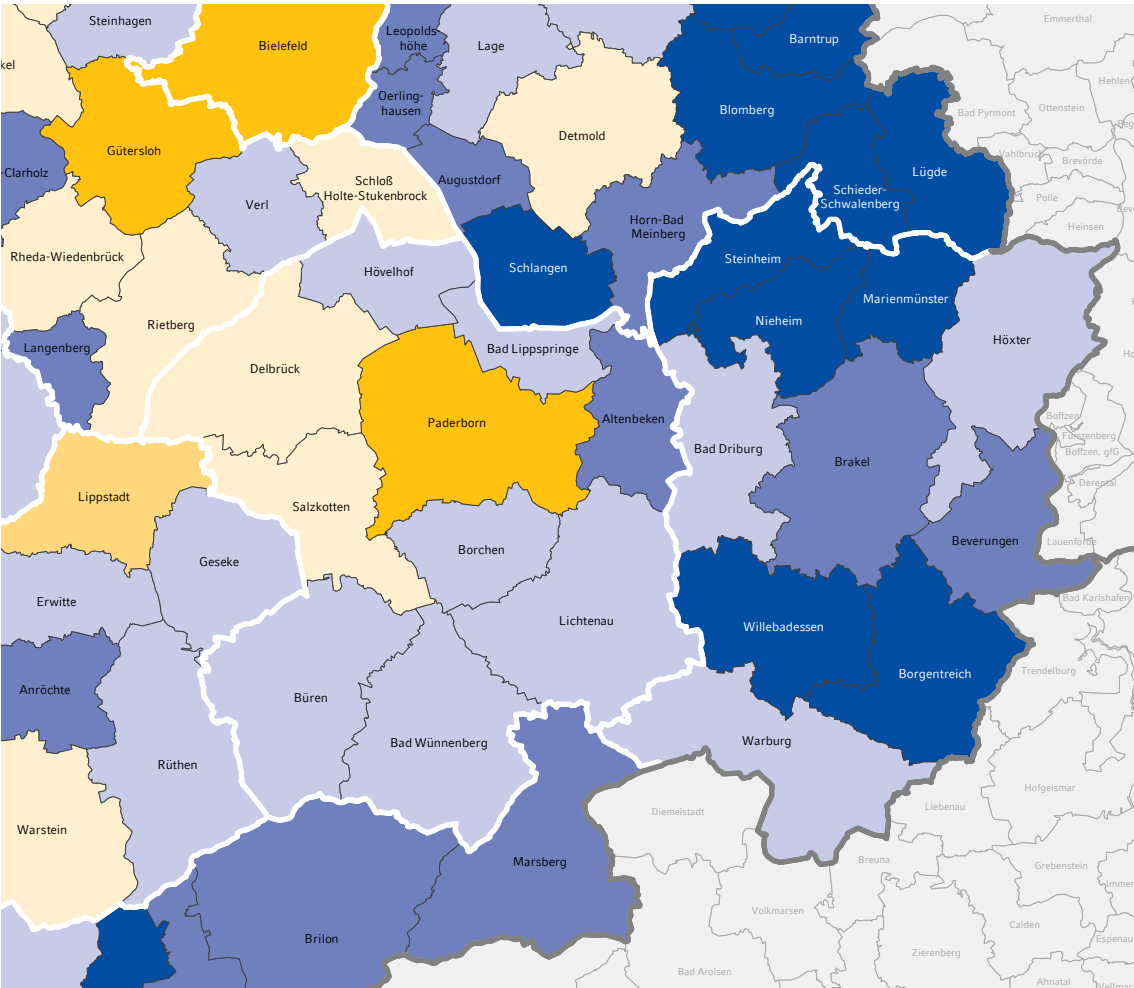 Steinhagen
Leopolds-
höhe
Lage
Barntrup
Emmerthal
Bielefeld
kel
Hehlen
Oerling-
hausen
Blomberg
Bad Pyrmont
Ottenstein
Gütersloh
Detmold
Vahlbruch
Brevörde
-Clarholz
Augustdorf
Lügde
Schloß
Holte-Stukenbrock
Verl
Schieder-
Schwalenberg
Polle
Horn-Bad
Meinberg
Heinsen
Rheda-Wiedenbrück
Hövelhof
Schlangen
Steinheim
Marienmünster
Rietberg
Nieheim
Höxter
Langenberg
Bad Lippspringe
Delbrück
Paderborn
Altenbeken
Boffzen
Fürstenberg
Boffzen, gfG
Bad Driburg
Brakel
Derental
Lippstadt
Salzkotten
Beverungen
Lauenförde
Borchen
Geseke
Bad Karlshafen
Erwitte
Lichtenau
Willebadessen
Trendelburg
Borgentreich
Anröchte
Büren
Bad Wünnenberg
Warburg
Rüthen
Hofgeismar
Diemelstadt
Liebenau
Warstein
Marsberg
Breuna
Grebenstein
Immer
Volkmarsen
Calden
Brilon
Espenau
Zierenberg
Bad Arolsen
Ahnatal
Vellmar